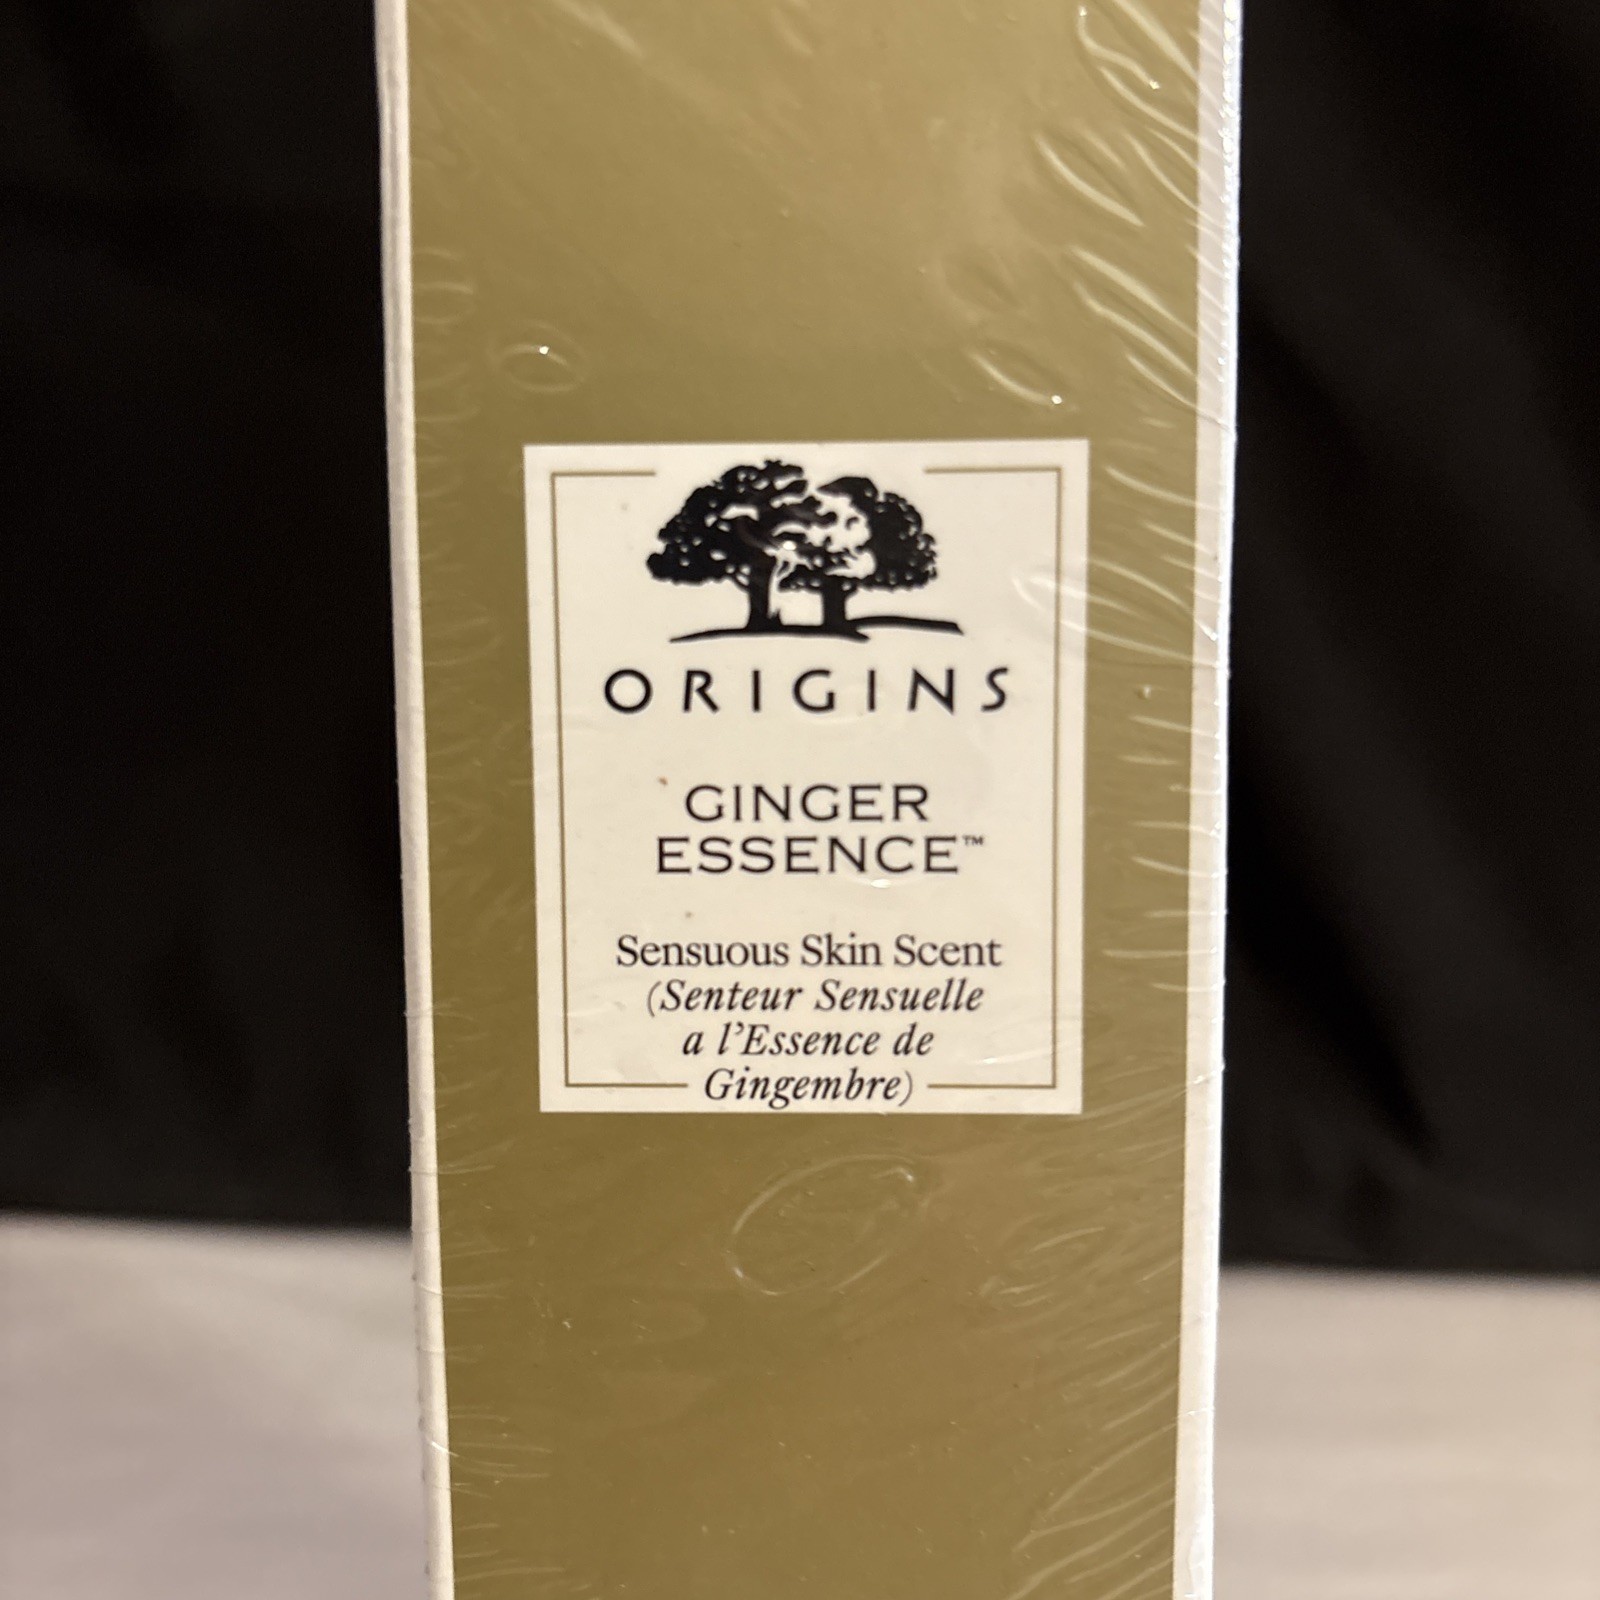 ORIGINS
GINGER
ESSENCE™
Sensuous Skin Scent
(Senteur Sensuelle
a l'Essence de
Gingembre)